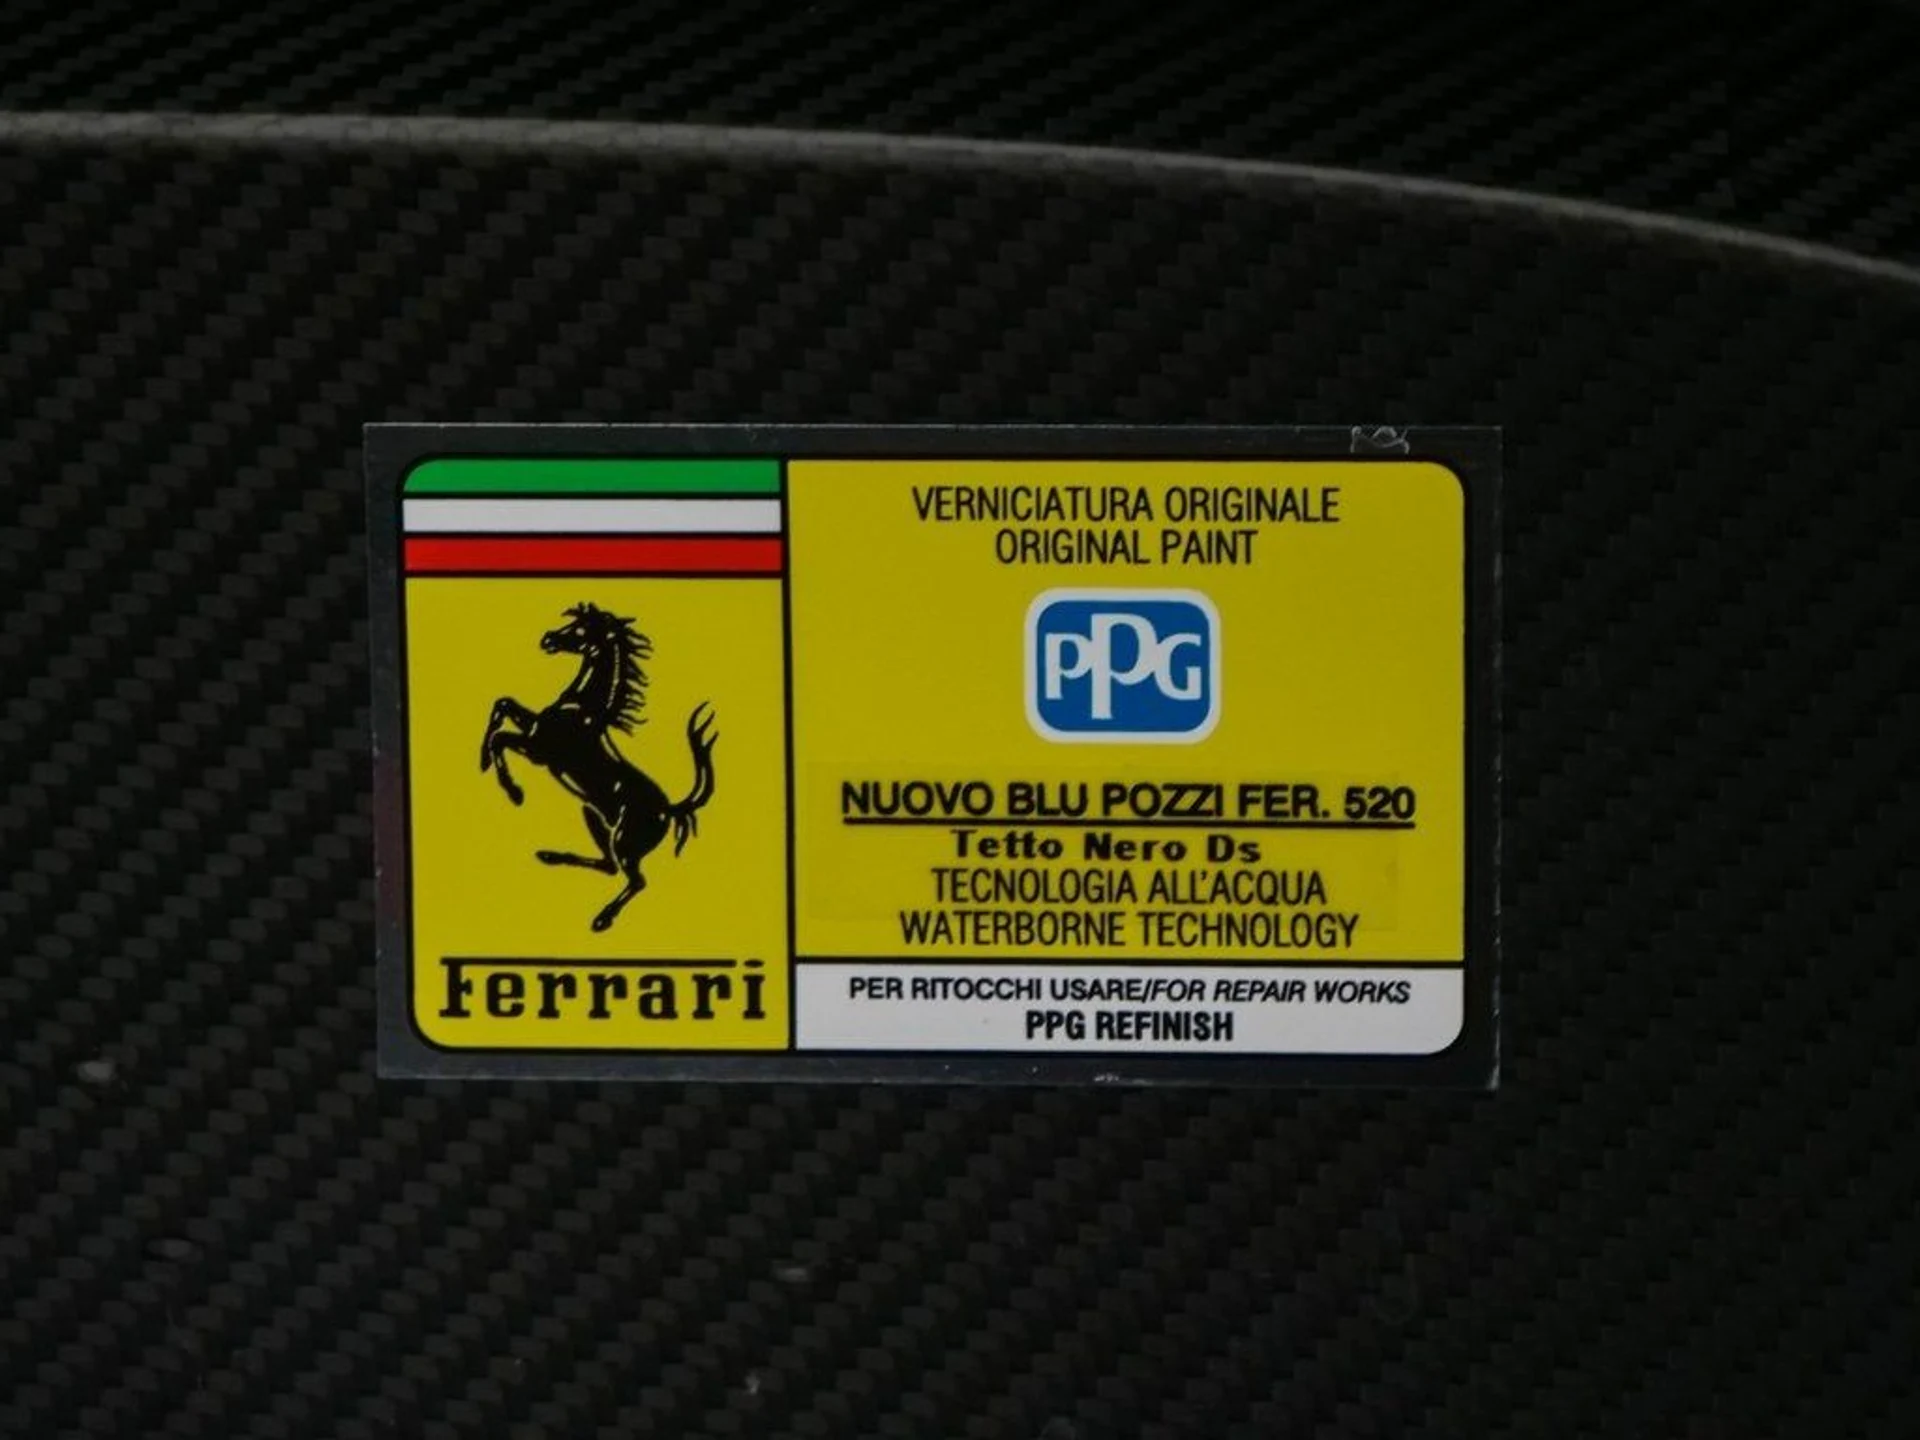 Ferrari
VERNICIATURA ORIGINALE
ORIGINAL PAINT
PPG
NUOVO BLU POZZI FER. 520
Tetto Nero Ds
TECNOLOGIA ALL'ACQUA
WATERBORNE TECHNOLOGY
PER RITOCCHI USARE/FOR REPAIR WORKS
PPG REFINISH